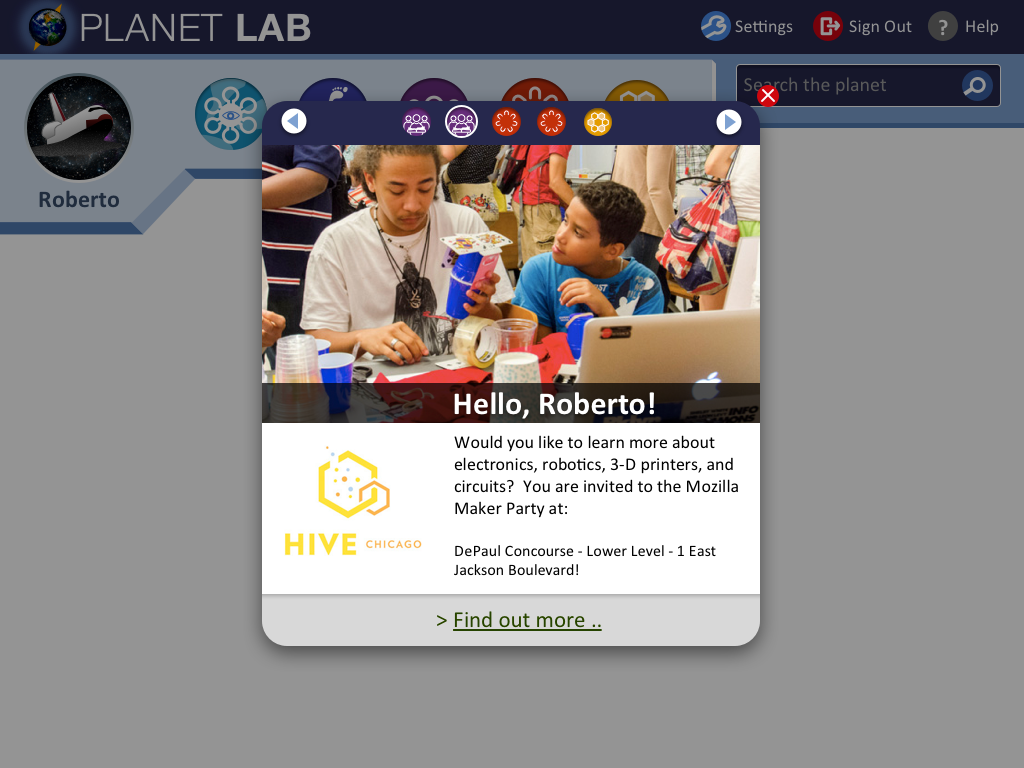 PLANET LAB
Settings
Sign Out
? Help
Search the planet
Roberto
Hello, Roberto!
Would you like to learn more about
electronics, robotics, 3-D printers, and
circuits? You are invited to the Mozilla
Maker Party at:
DePaul Concourse - Lower Level - 1 East
Jackson Boulevard!
HIVE CHICAGO
> Find out more ..